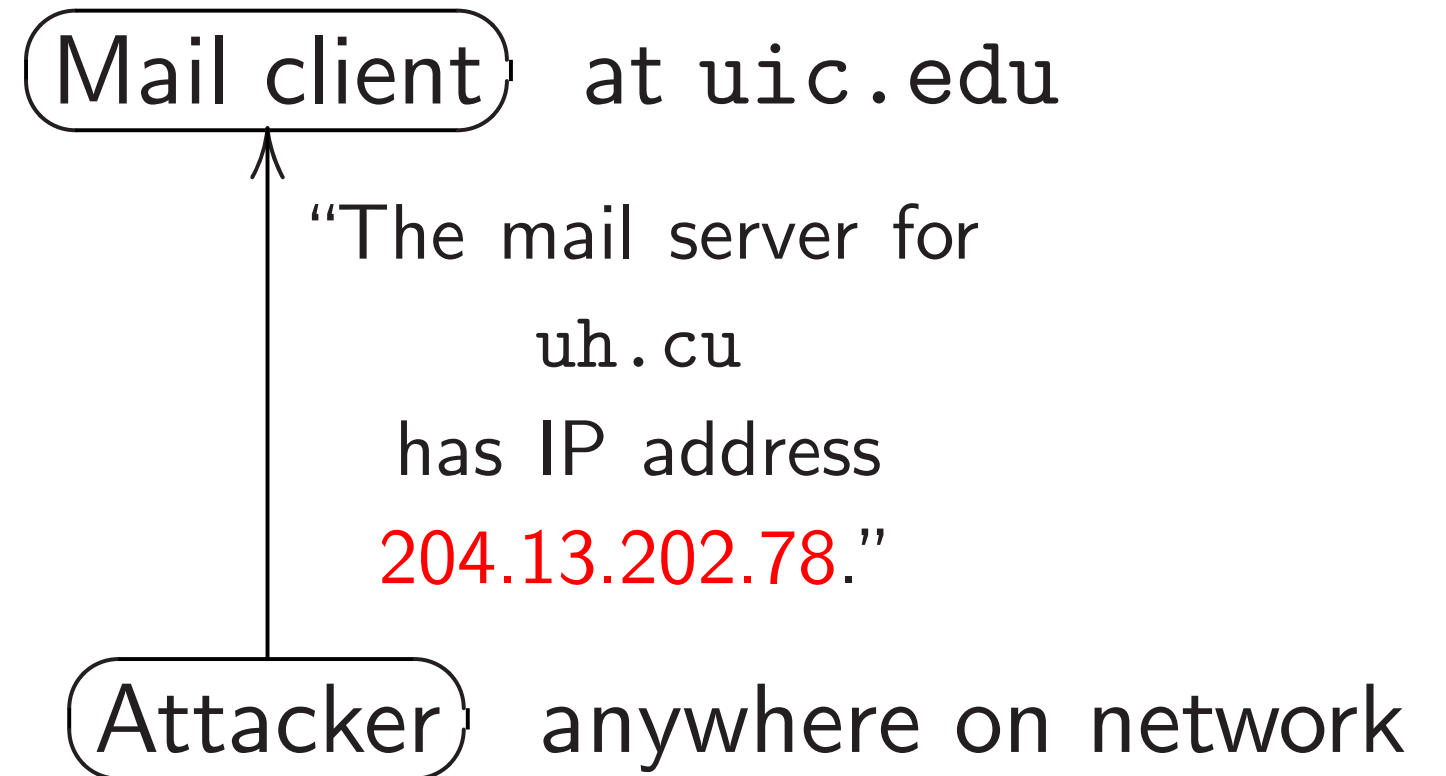 Mail client at uic.edu
“The mail server for
uh.cu
has IP address
204.13.202.78.”
Attacker anywhere on network